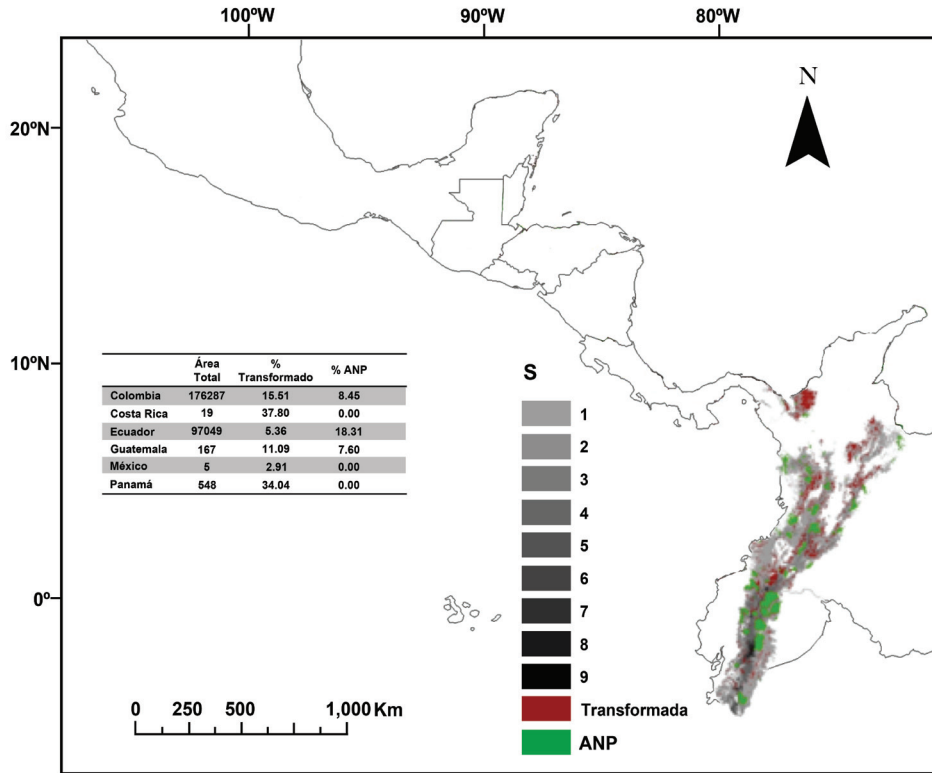 100ºW 90ºW 80ºW
N
20ºN
10ºN
0º
Área Total % Transformado % ANP
Colombia 176287 15.51 8.45
Costa Rica 19 37.80 0.00
Ecuador 97049 5.36 18.31
Guatemala 167 11.09 7.60
México 5 2.91 0.00
Panamá 548 34.04 0.00
S
1
2
3
4
5
6
7
8
9
Transformada
ANP
0 250 500 1,000 Km